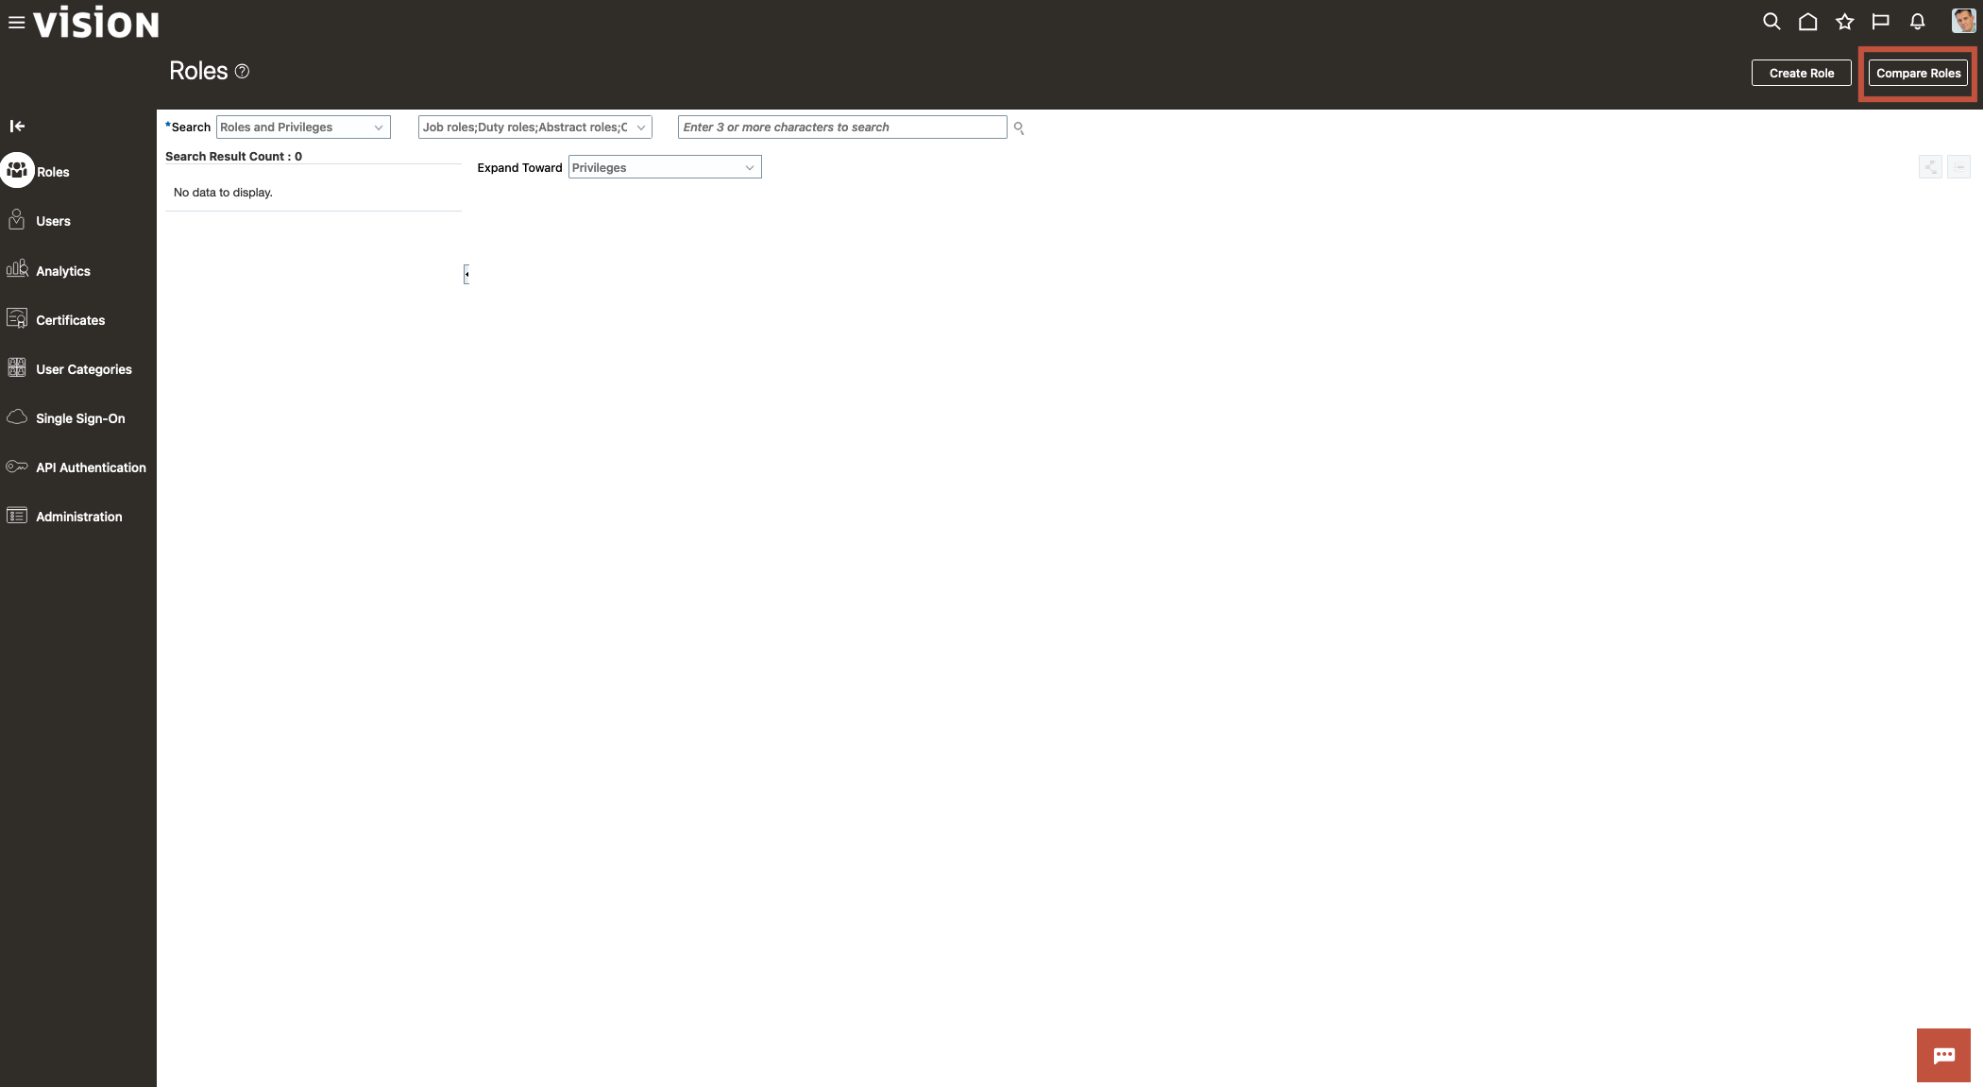 vision
Roles
Create Role
Compare Roles
*Search
Roles and Privileges
Job roles;Duty roles;Abstract roles;C
Enter 3 or more characters to search
Search Result Count : 0
Expand Toward
Privileges
No data to display.
Roles
Users
Analytics
Certificates
User Categories
Single Sign-On
API Authentication
Administration